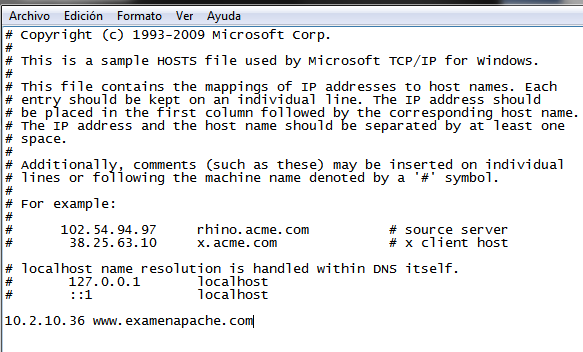 Archivo Edición Formato Ver Ayuda
# Copyright (c) 1993-2009 Microsoft Corp.
#
# This is a sample HOSTS file used by Microsoft TCP/IP for Windows.
#
# This file contains the mappings of IP addresses to host names. Each
# entry should be kept on an individual line. The IP address should
# be placed in the first column followed by the corresponding host name.
# The IP address and the host name should be separated by at least one
# space.
#
# Additionally, comments (such as these) may be inserted on individual
# lines or following the machine name denoted by a '#' symbol.
#
# For example:
#
#      102.54.94.97     rhino.acme.com          # source server
#       38.25.63.10     x.acme.com              # x client host

# localhost name resolution is handled within DNS itself.
#       127.0.0.1       localhost
#       ::1             localhost

10.2.10.36 www.examenapache.com